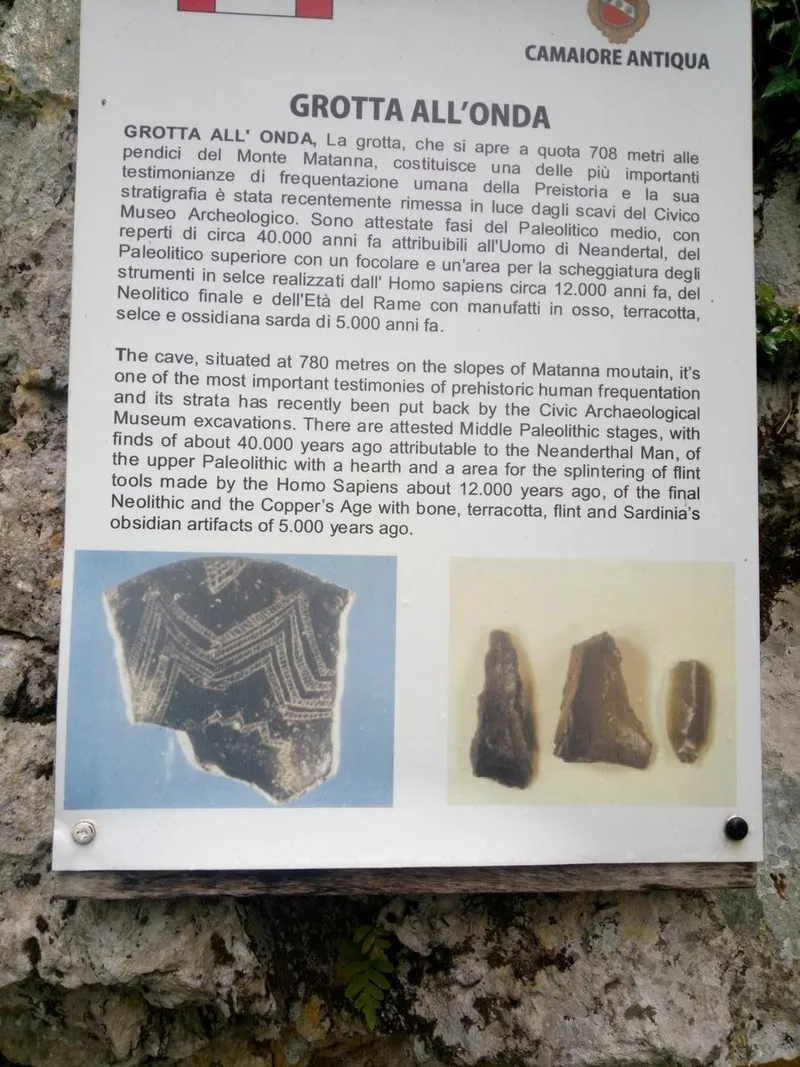 CAMAIORE ANTIQUA
GROTTA ALL'ONDA
GROTTA ALL' ONDA, La grotta, che si apre a quota 708 metri alle
pendici del Monte Matanna, costituisce una delle più importanti
testimonianze di frequentazione umana della Preistoria e la sua
stratigrafia è stata recentemente rimessa in luce dagli scavi del Civico
Museo Archeologico. Sono attestate fasi del Paleolitico medio, con
reperti di circa 40.000 anni fa attribuibili all'Uomo di Neandertal, del
Paleolitico superiore con un focolare e un'area per la scheggiatura degli
strumenti in selce realizzati dall' Homo sapiens circa 12.000 anni fa, del
Neolitico finale e dell'Età del Rame con manufatti in osso, terracotta,
selce e ossidiana sarda di 5.000 anni fa.
The cave, situated at 780 metres on the slopes of Matanna moutain, it's
one of the most important testimonies of prehistoric human frequentation
and its strata has recently been put back by the Civic Archaeological
Museum excavations. There are attested Middle Paleolithic stages, with
finds of about 40.000 years ago attributable to the Neanderthal Man, of
the upper Paleolithic with a hearth and a area for the splintering of flint
tools made by the Homo Sapiens about 12.000 years ago, of the final
Neolithic and the Copper's Age with bone, terracotta, flint and Sardinia's
obsidian artifacts of 5.000 years ago.